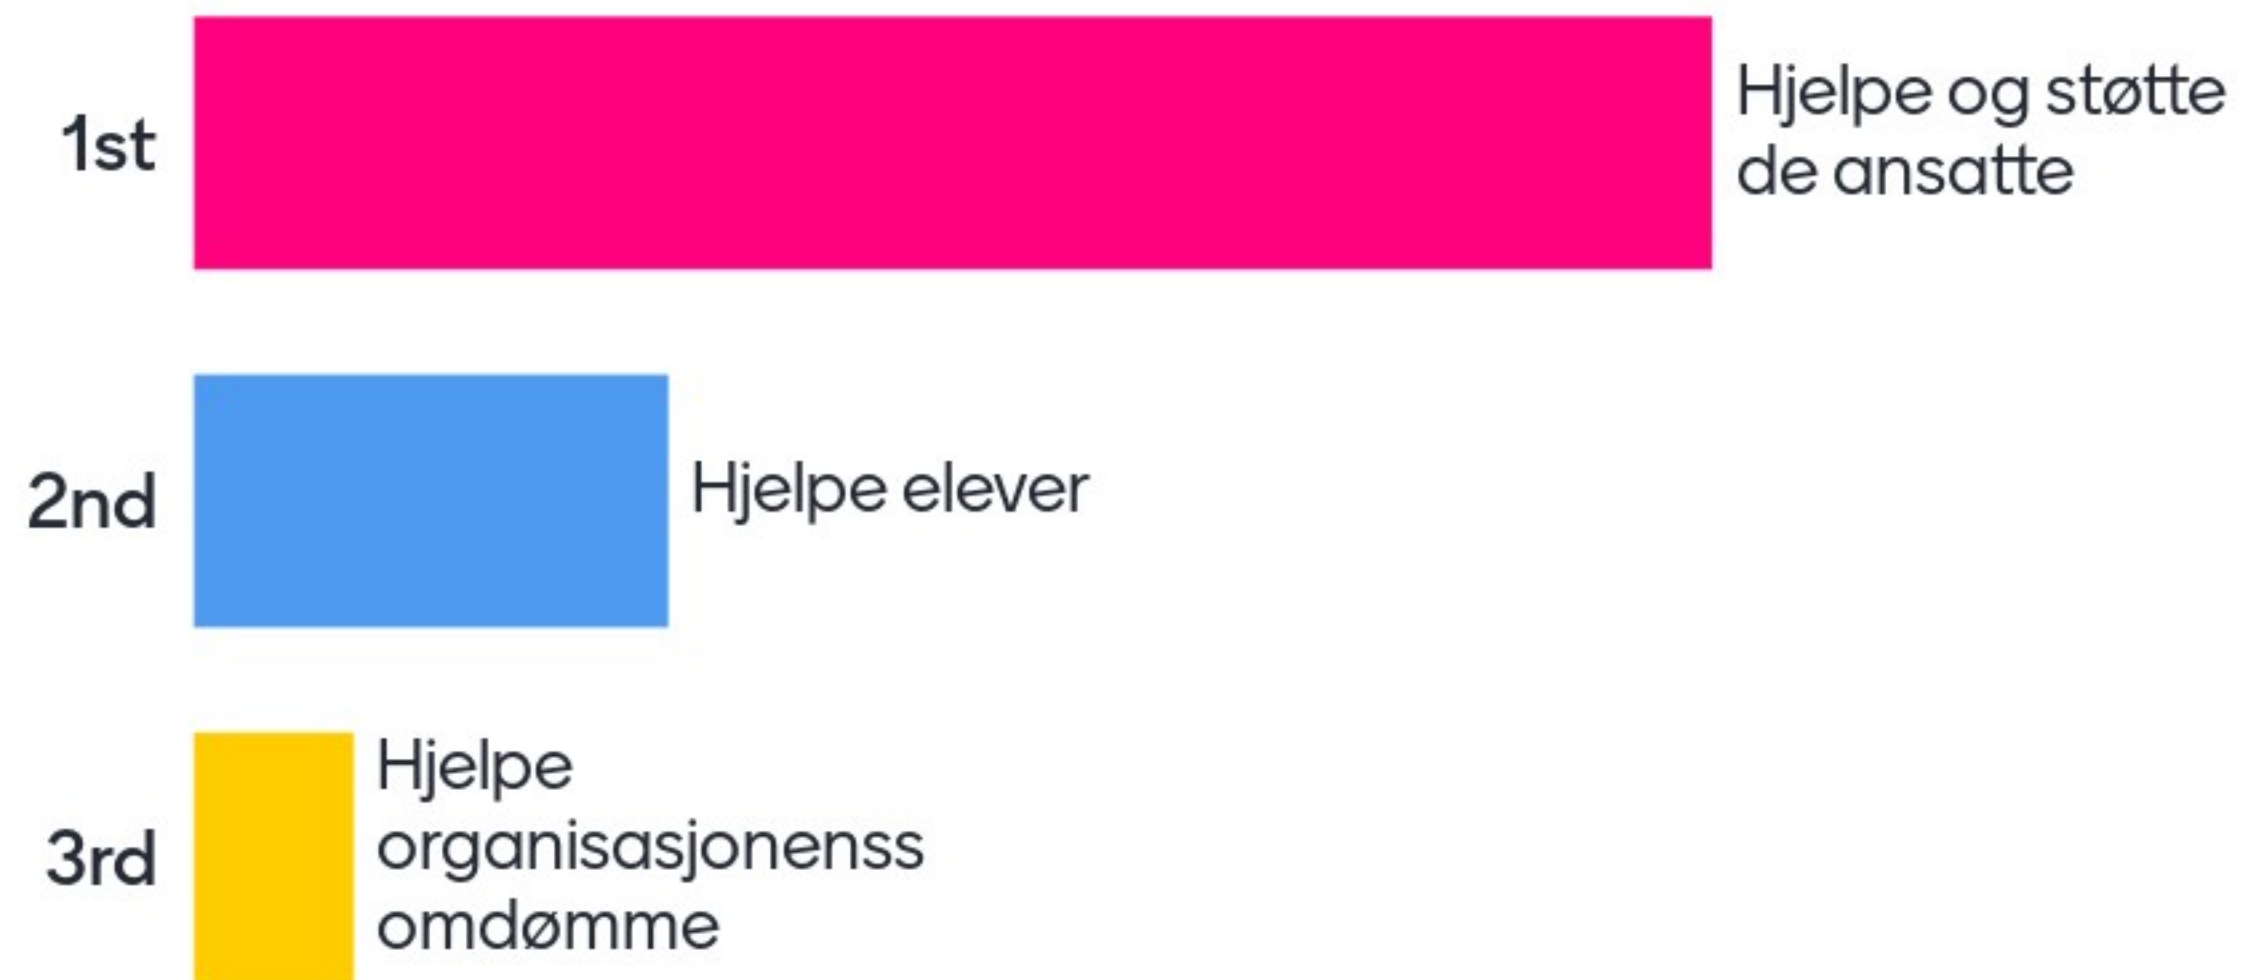 1st
Hjelpe og støtte
de ansatte
2nd
Hjelpe elever
3rd
Hjelpe
organisasjonenss
omdømme